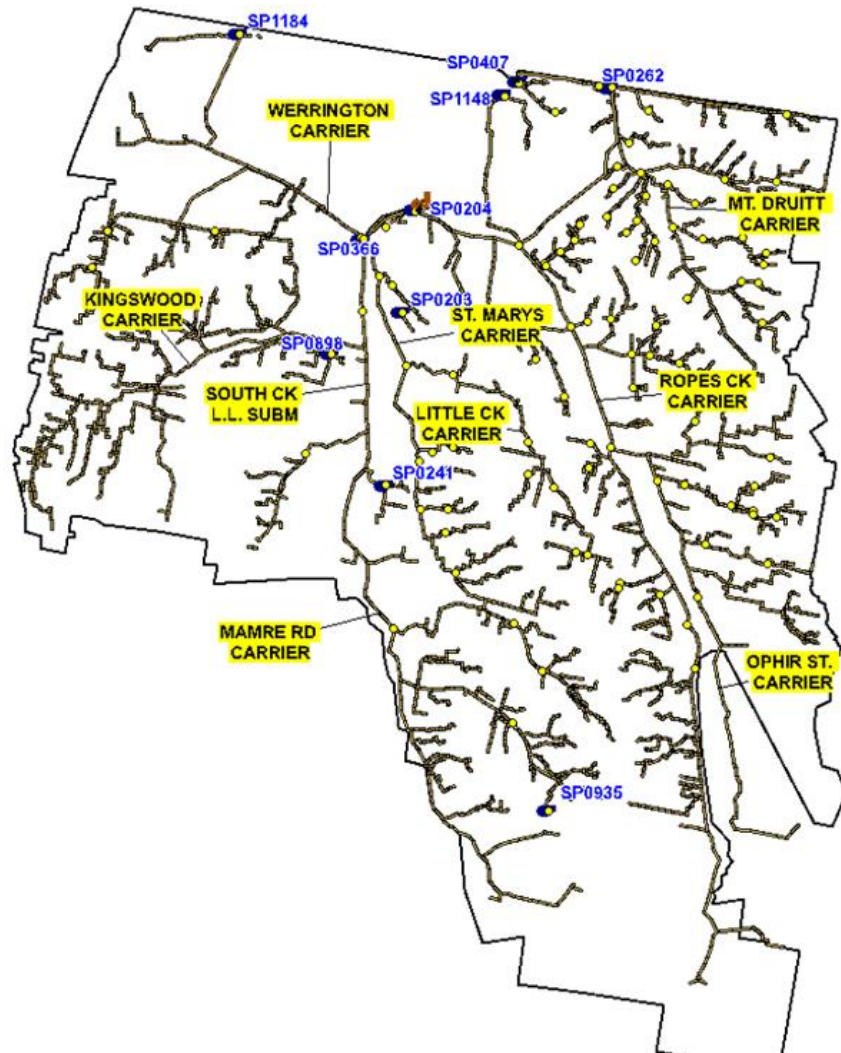 SP1184
SP0407
SP0262
SP1148
WERRINGTON
CARRIER
SP0204
MT. DRUITT
CARRIER
SP0366
KINGSWOOD
CARRIER
SP0203
ST. MARYS
CARRIER
SP0898
SOUTH CK
L.L. SUBM
ROPES CK
CARRIER
LITTLE CK
CARRIER
SP0241
MAMRE RD
CARRIER
OPHIR ST.
CARRIER
SP0935